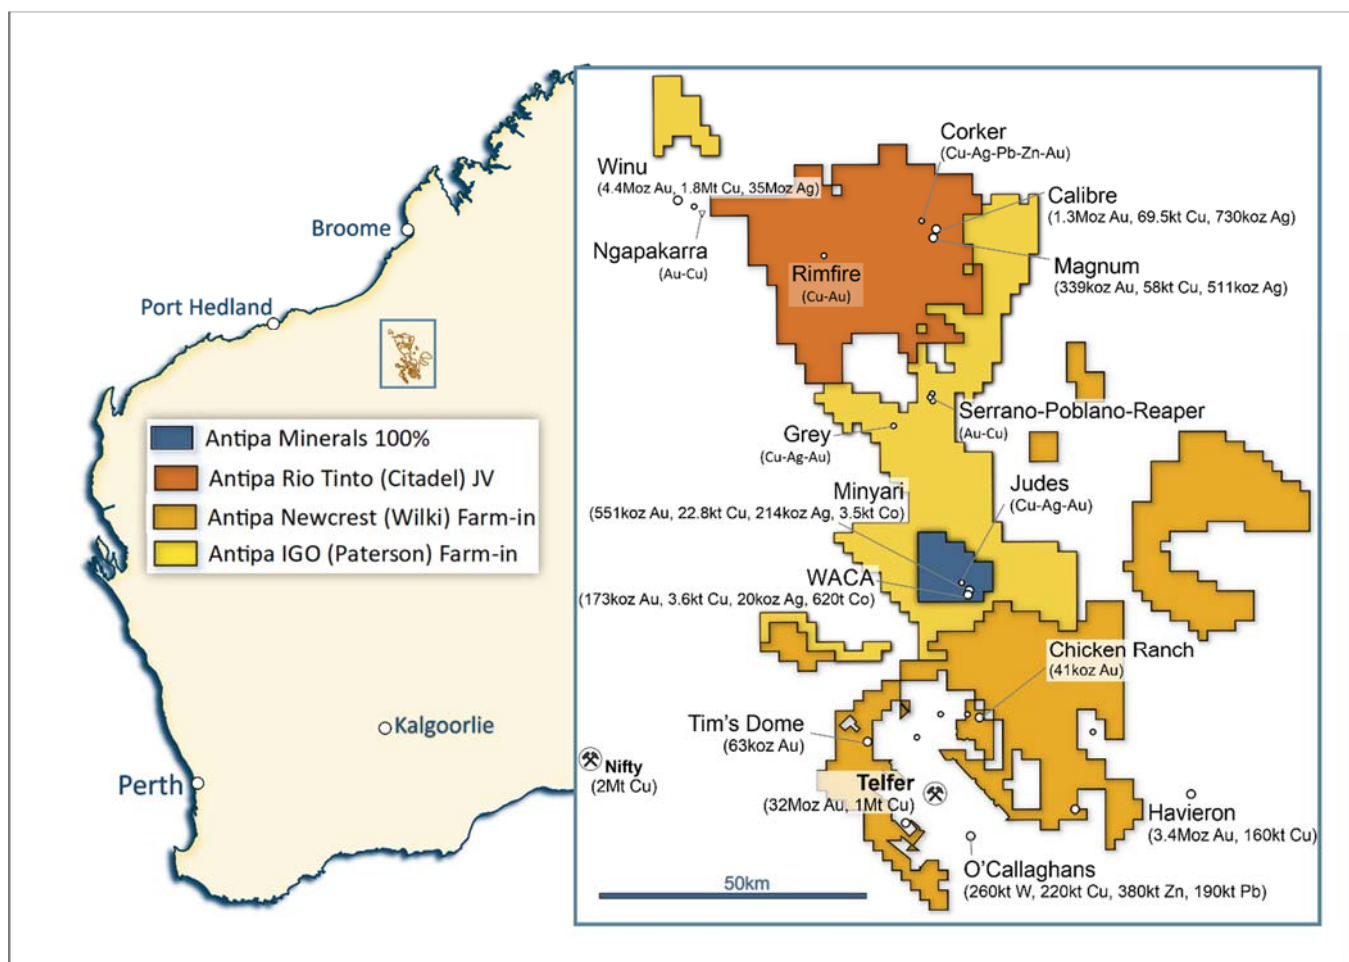 Broome
Port Hedland
Kalgoorlie
Perth
Antipa Minerals 100%
Antipa Rio Tinto (Citadel) JV
Antipa Newcrest (Wilki) Farm-in
Antipa IGO (Paterson) Farm-in
Corker
(Cu-Ag-Pb-Zn-Au)
Winu
(4.4Moz Au, 1.8Mt Cu, 35Moz Ag)
Calibre
(1.3Moz Au, 69.5kt Cu, 730koz Ag)
Ngapakarra
(Au-Cu)
Rimfire
(Cu-Au)
Magnum
(339koz Au, 58kt Cu, 511koz Ag)
Serrano-Poblano-Reaper
(Au-Cu)
Grey
(Cu-Ag-Au)
Judes
(Cu-Ag-Au)
Minyari
(551koz Au, 22.8kt Cu, 214koz Ag, 3.5kt Co)
WACA
(173koz Au, 3.6kt Cu, 20koz Ag, 620t Co)
Chicken Ranch
(41koz Au)
Tim's Dome
(63koz Au)
Nifty
(2Mt Cu)
Telfer
(32Moz Au, 1Mt Cu)
Havieron
(3.4Moz Au, 160kt Cu)
O'Callaghans
(260kt W, 220kt Cu, 380kt Zn, 190kt Pb)
50km